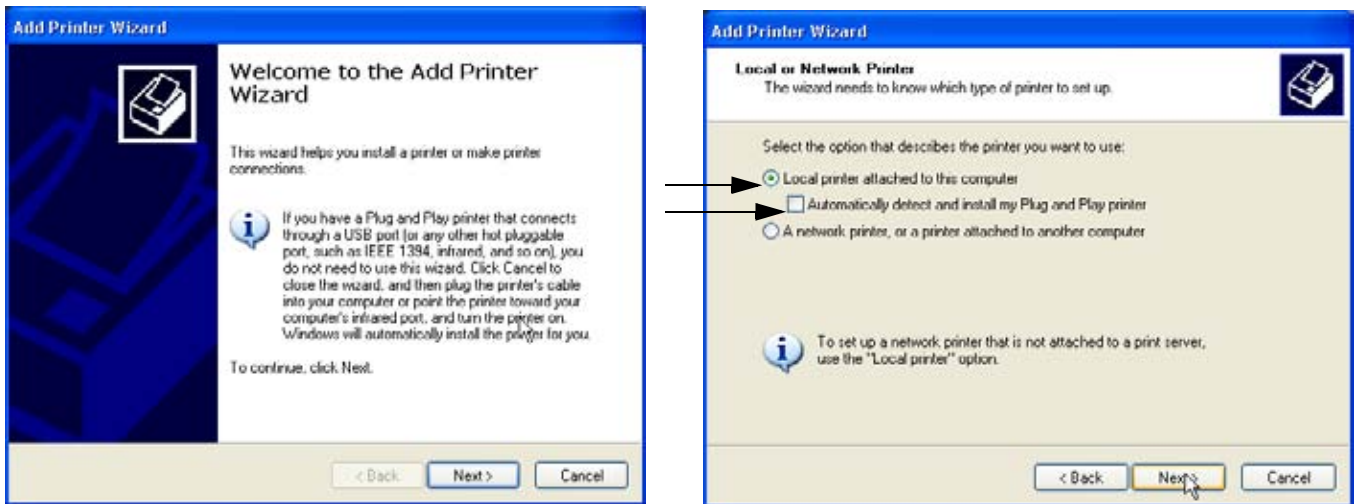 Add Printer Wizard
Welcome to the Add Printer
Wizard
This wizard helps you install a printer or make printer
connections.
If you have a Plug and Play printer that connects
through a USB port (or any other hot pluggable
port, such as IEEE 1394, infrared, and so on), you
do not need to use this wizard. Click Cancel to
close the wizard, and then plug the printer's cable
into your computer or point the printer toward your
computer's infrared port, and turn the printer on.
Windows will automatically install the printer for you.
To continue, click Next.
< Back
Next >
Cancel
Add Printer Wizard
Local or Network Printer
The wizard needs to know which type of printer to set up.
Select the option that describes the printer you want to use:
Local printer attached to this computer
Automatically detect and install my Plug and Play printer
A network printer, or a printer attached to another computer
To set up a network printer that is not attached to a print server,
use the "Local printer" option.
< Back
Next >
Cancel